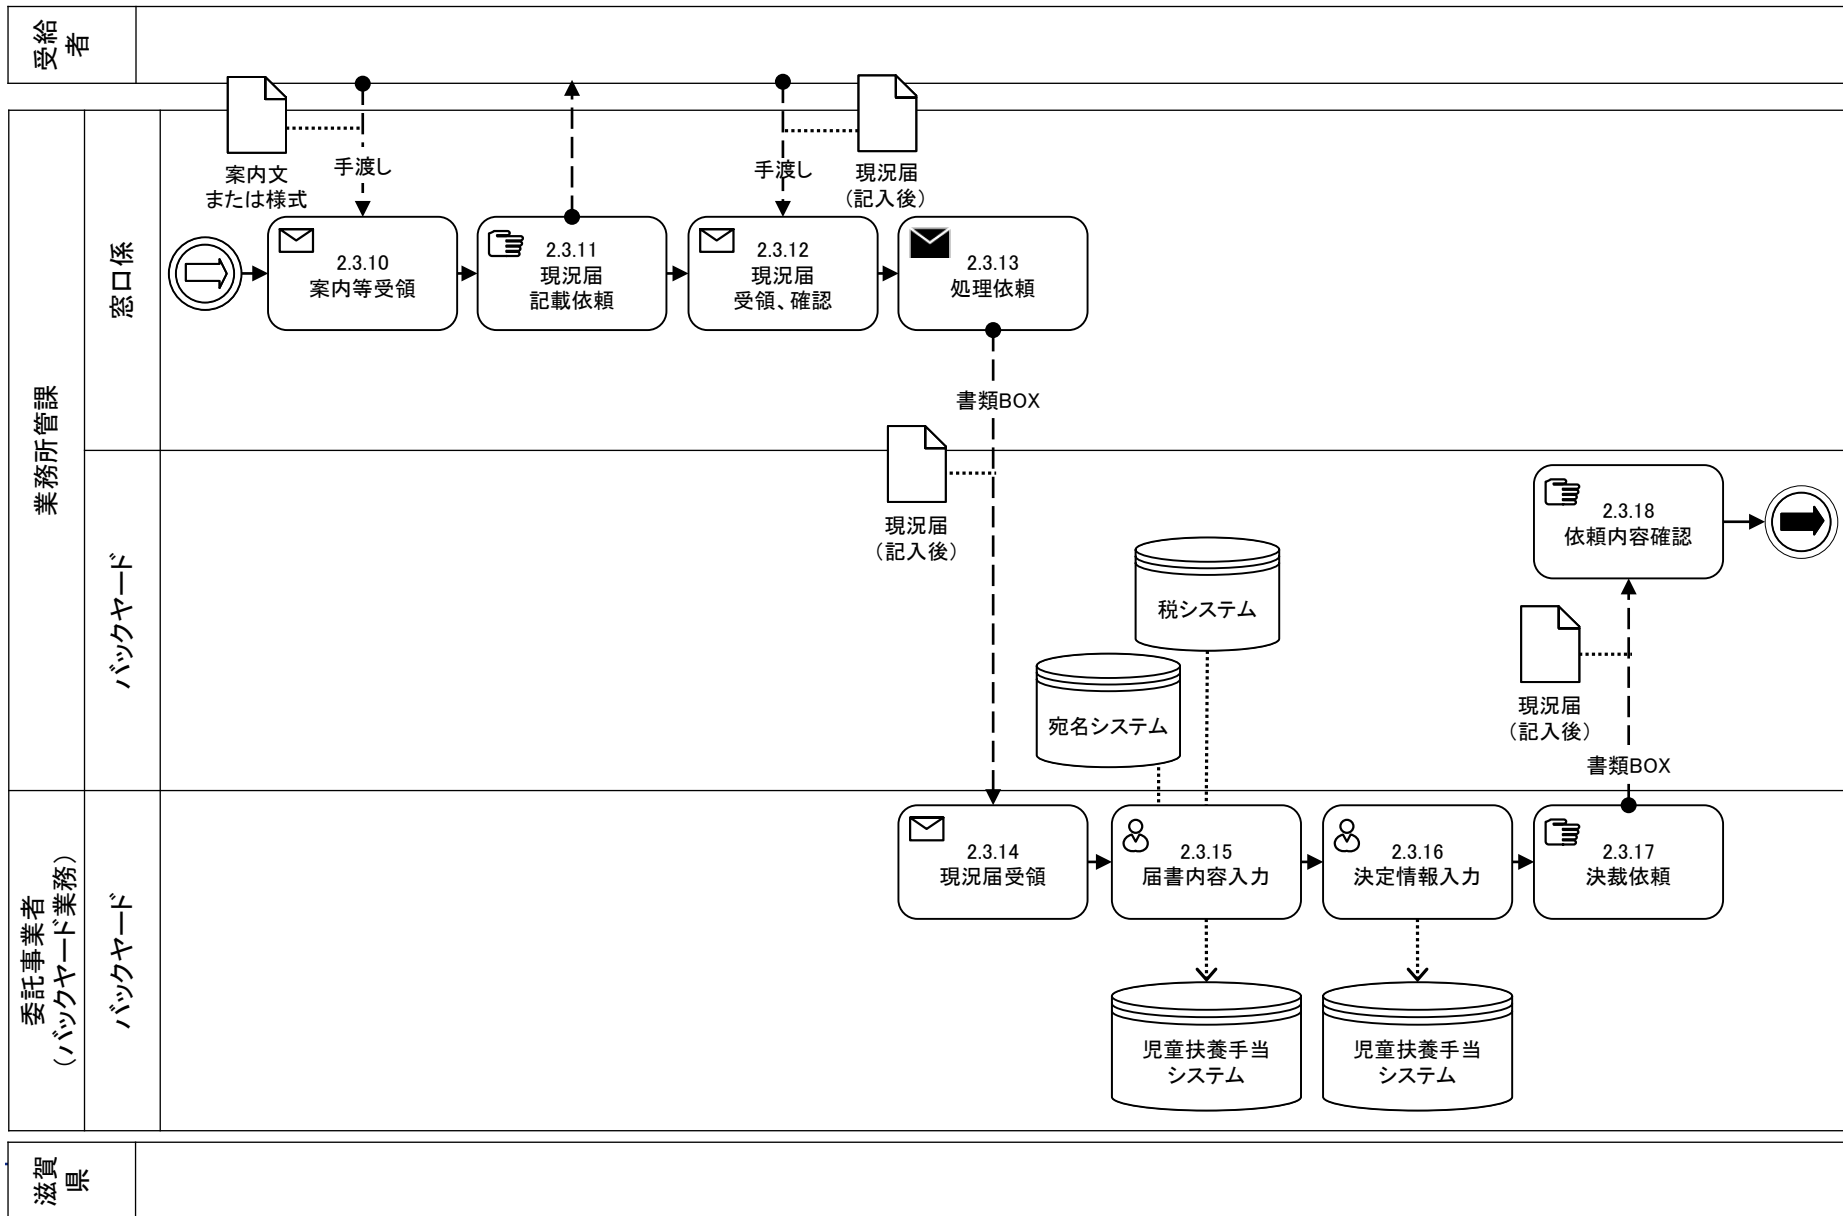 受給
者
案内文
または様式
手渡し
手渡し
現況届
（記入後）
業務所管課
窓口係
2.3.10
案内等受領
2.3.11
現況届
記載依頼
2.3.12
現況届
受領、確認
2.3.13
処理依頼
書類BOX
現況届
（記入後）
バックヤード
税システム
宛名システム
2.3.18
依頼内容確認
現況届
（記入後）
書類BOX
委託事業者
（バックヤード業務）
バックヤード
2.3.14
現況届受領
2.3.15
届書内容入力
2.3.16
決定情報入力
2.3.17
決裁依頼
児童扶養手当
システム
児童扶養手当
システム
滋賀
県